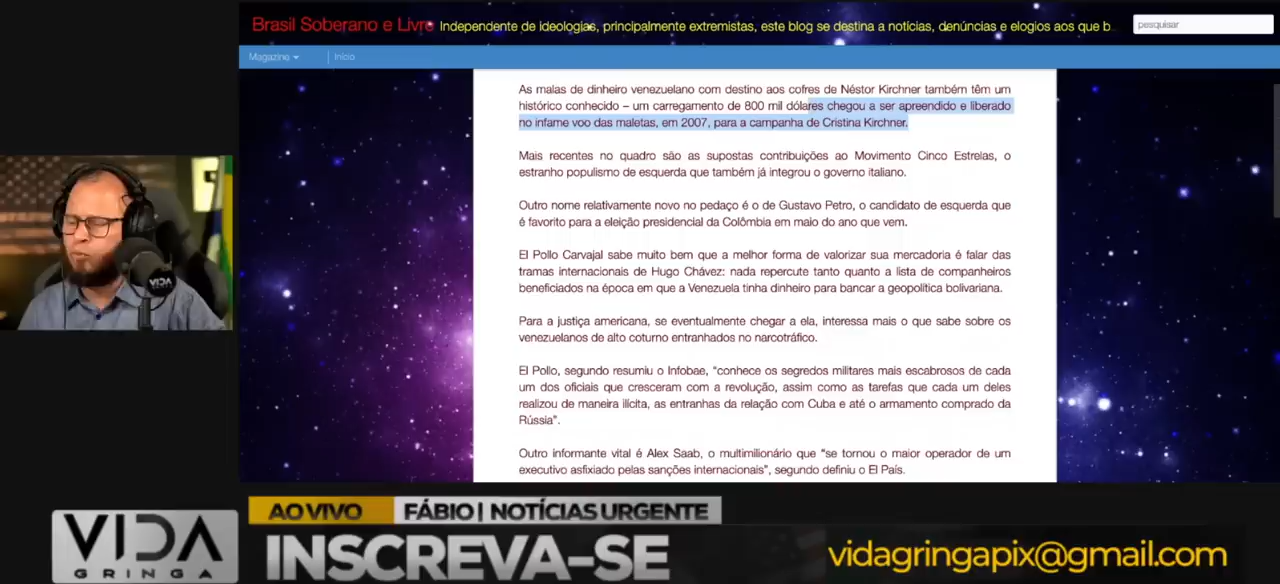 Brasil Soberano e Livre
Independente de ideologias, principalmente extremistas, este blog se destina a notícias, denúncias e elogios aos que b...
pesquisar
Magazine
Início
As malas de dinheiro venezuelano com destino aos cofres de Néstor Kirchner também têm um
histórico conhecido – um carregamento de 800 mil dólares chegou a ser apreendido e liberado
no infame voo das maletas, em 2007, para a campanha de Cristina Kirchner.
Mais recentes no quadro são as supostas contribuições ao Movimento Cinco Estrelas, o
estranho populismo de esquerda que também já integrou o governo italiano.
Outro nome relativamente novo no pedaço é o de Gustavo Petro, o candidato de esquerda que
é favorito para a eleição presidencial da Colômbia em maio do ano que vem.
El Pollo Carvajal sabe muito bem que a melhor forma de valorizar sua mercadoria é falar das
tramas internacionais de Hugo Chávez: nada repercute tanto quanto a lista de companheiros
beneficiados na época em que a Venezuela tinha dinheiro para bancar a geopolítica bolivariana.
Para a justiça americana, se eventualmente chegar a ela, interessa mais o que sabe sobre os
venezuelanos de alto coturno entranhados no narcotráfico.
El Pollo, segundo resumiu o Infobae, “conhece os segredos militares mais escabrosos de cada
um dos oficiais que cresceram com a revolução, assim como as tarefas que cada um deles
realizou de maneira ilícita, as entranhas da relação com Cuba e até o armamento comprado da
Rússia”.
Outro informante vital é Alex Saab, o multimilionário que “se tornou o maior operador de um
executivo asfixiado pelas sanções internacionais”, segundo definiu o El País.
VIDA
AO VIVO
FÁBIO | NOTÍCIAS URGENTE
VIDA
GRINGA
INSCREVA-SE
vidagringapix@gmail.com